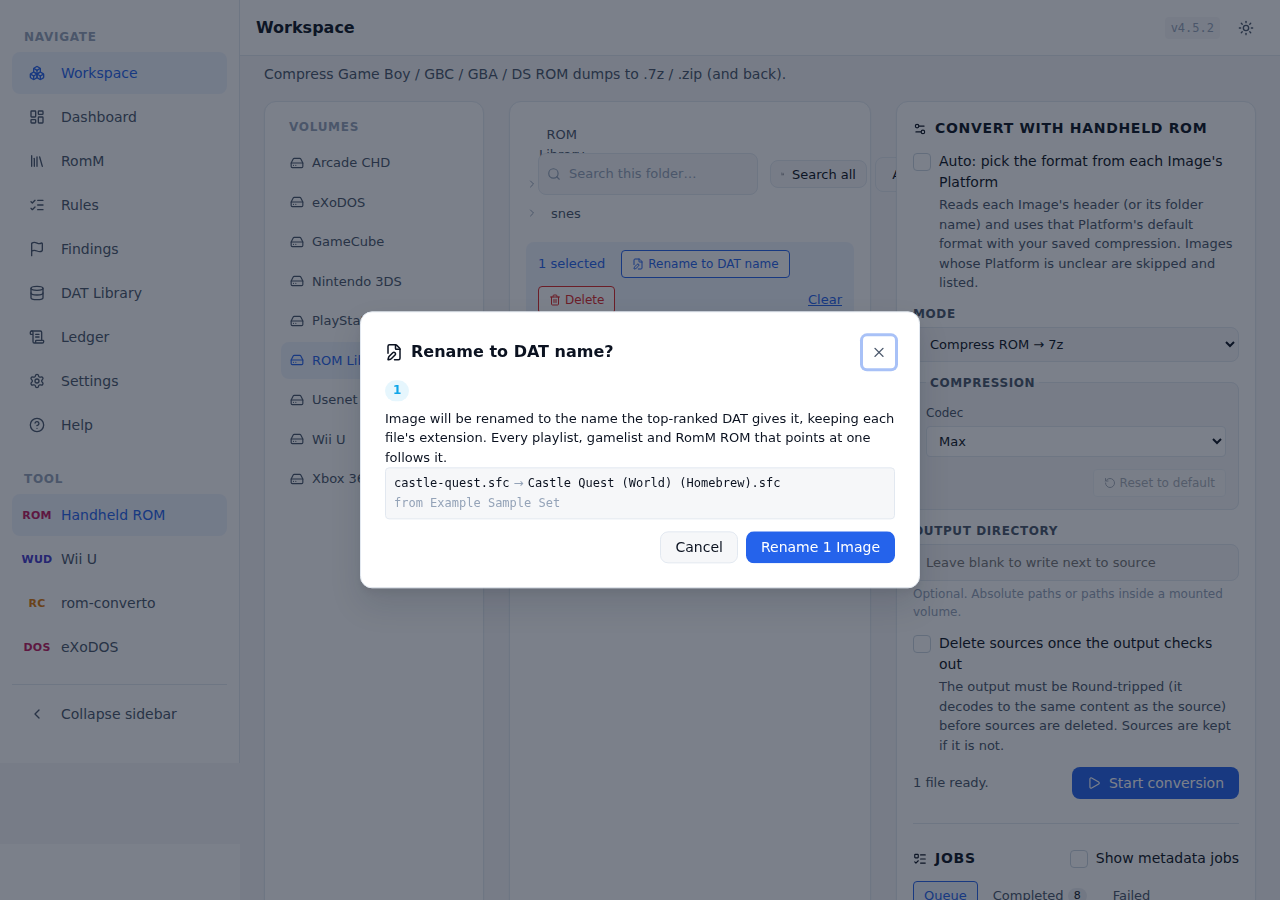 NAVIGATE
Workspace
Dashboard
RomM
Rules
Findings
DAT Library
Ledger
Settings
Help
TOOL
ROM Handheld ROM
WUD Wii U
RC rom-converto
DOS eXoDOS
Collapse sidebar
Workspace
v4.5.2
Compress Game Boy / GBC / GBA / DS ROM dumps to .7z / .zip (and back).
VOLUMES
Arcade CHD
eXoDOS
GameCube
Nintendo 3DS
PlaySta
ROM Li
Usenet
Wii U
Xbox 36
ROM
Library
Search this folder…
Search all
snes
1 selected
Rename to DAT name
Delete
Clear
Rename to DAT name?
1
Image will be renamed to the name the top-ranked DAT gives it, keeping each
file's extension. Every playlist, gamelist and RomM ROM that points at one
follows it.
castle-quest.sfc → Castle Quest (World) (Homebrew).sfc
from Example Sample Set
Cancel
Rename 1 Image
CONVERT WITH HANDHELD ROM
Auto: pick the format from each Image's
Platform
Reads each Image's header (or its folder
name) and uses that Platform's default
format with your saved compression. Images
whose Platform is unclear are skipped and
listed.
MODE
Compress ROM → 7z
COMPRESSION
Codec
Max
Reset to default
OUTPUT DIRECTORY
Leave blank to write next to source
Optional. Absolute paths or paths inside a mounted
volume.
Delete sources once the output checks
out
The output must be Round-tripped (it
decodes to the same content as the source)
before sources are deleted. Sources are kept
if it is not.
1 file ready.
Start conversion
JOBS
Show metadata jobs
Queue
Completed 8
Failed